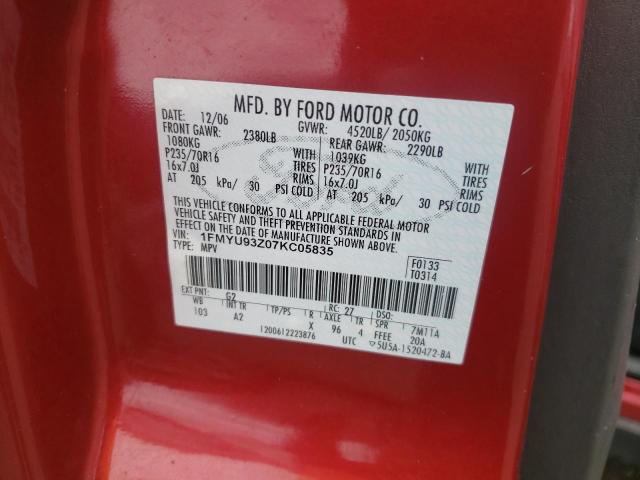 MFD. BY FORD MOTOR CO.
DATE: 12/06 GVWR: 4520LB/ 2050KG
FRONT GAWR: 2380LB REAR GAWR: 2290LB
1080KG WITH 1039KG WITH
P235/70R16 TIRES P235/70R16 TIRES
16x7.0J RIMS 16x7.0J RIMS
AT 205 kPa/ 30 PSI COLD AT 205 kPa/ 30 PSI COLD
THIS VEHICLE CONFORMS TO ALL APPLICABLE FEDERAL MOTOR
VEHICLE SAFETY AND THEFT PREVENTION STANDARDS IN
EFFECT ON THE DATE OF MANUFACTURE SHOWN ABOVE.
VIN: 1FMYU93Z07KC05835
TYPE: MPV
F0133
T0314
EXT PNT: G2 RC: 27 DSO:
WB INT TR TP/PS R AXLE TR SPR 7M11A
103 A2 X 96 4 FFEE 20A
1200612223876 UTC ▽5U5A-1520472-BA
Ford